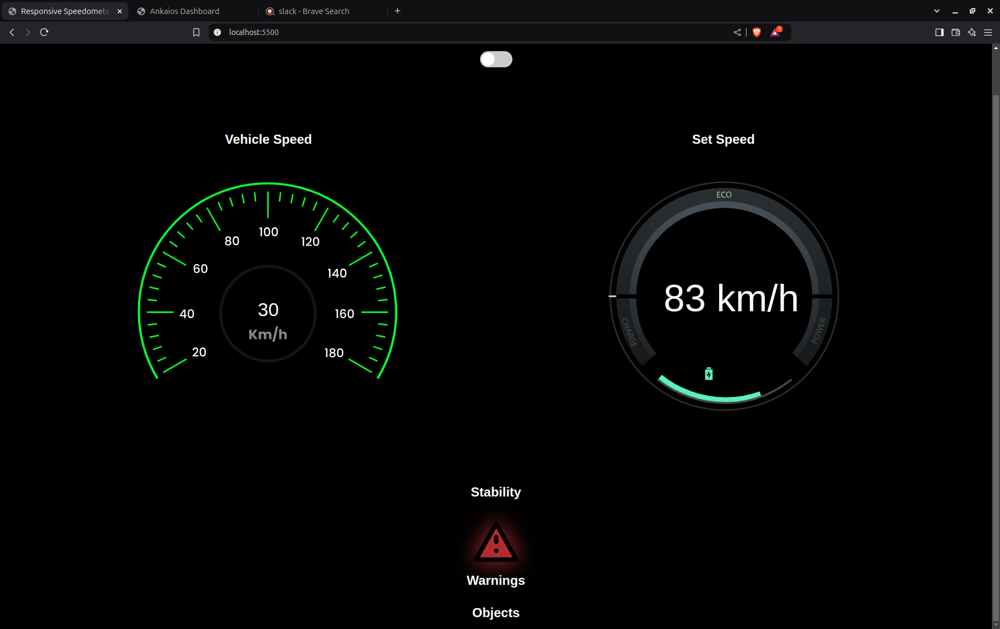 Responsive Speedomete
Ankaios Dashboard
slack - Brave Search
localhost:5500
1
Vehicle Speed
Set Speed
ECO
100
80
120
60
140
40
160
20
180
30
Km/h
83 km/h
CHARGE
POWER
Stability
Warnings
Objects